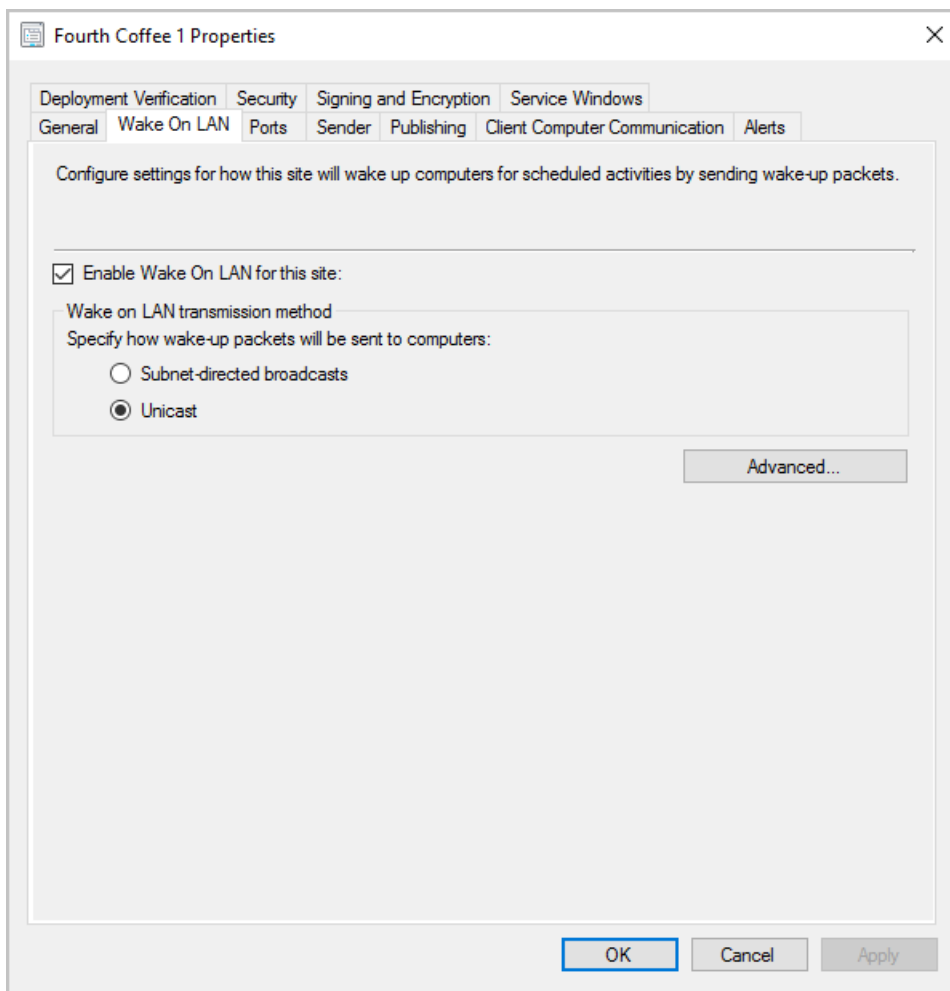 Fourth Coffee 1 Properties
Deployment Verification Security Signing and Encryption Service Windows
General Wake On LAN Ports Sender Publishing Client Computer Communication Alerts
Configure settings for how this site will wake up computers for scheduled activities by sending wake-up packets.
Enable Wake On LAN for this site:
Wake on LAN transmission method
Specify how wake-up packets will be sent to computers:
Subnet-directed broadcasts
Unicast
Advanced...
OK Cancel Apply